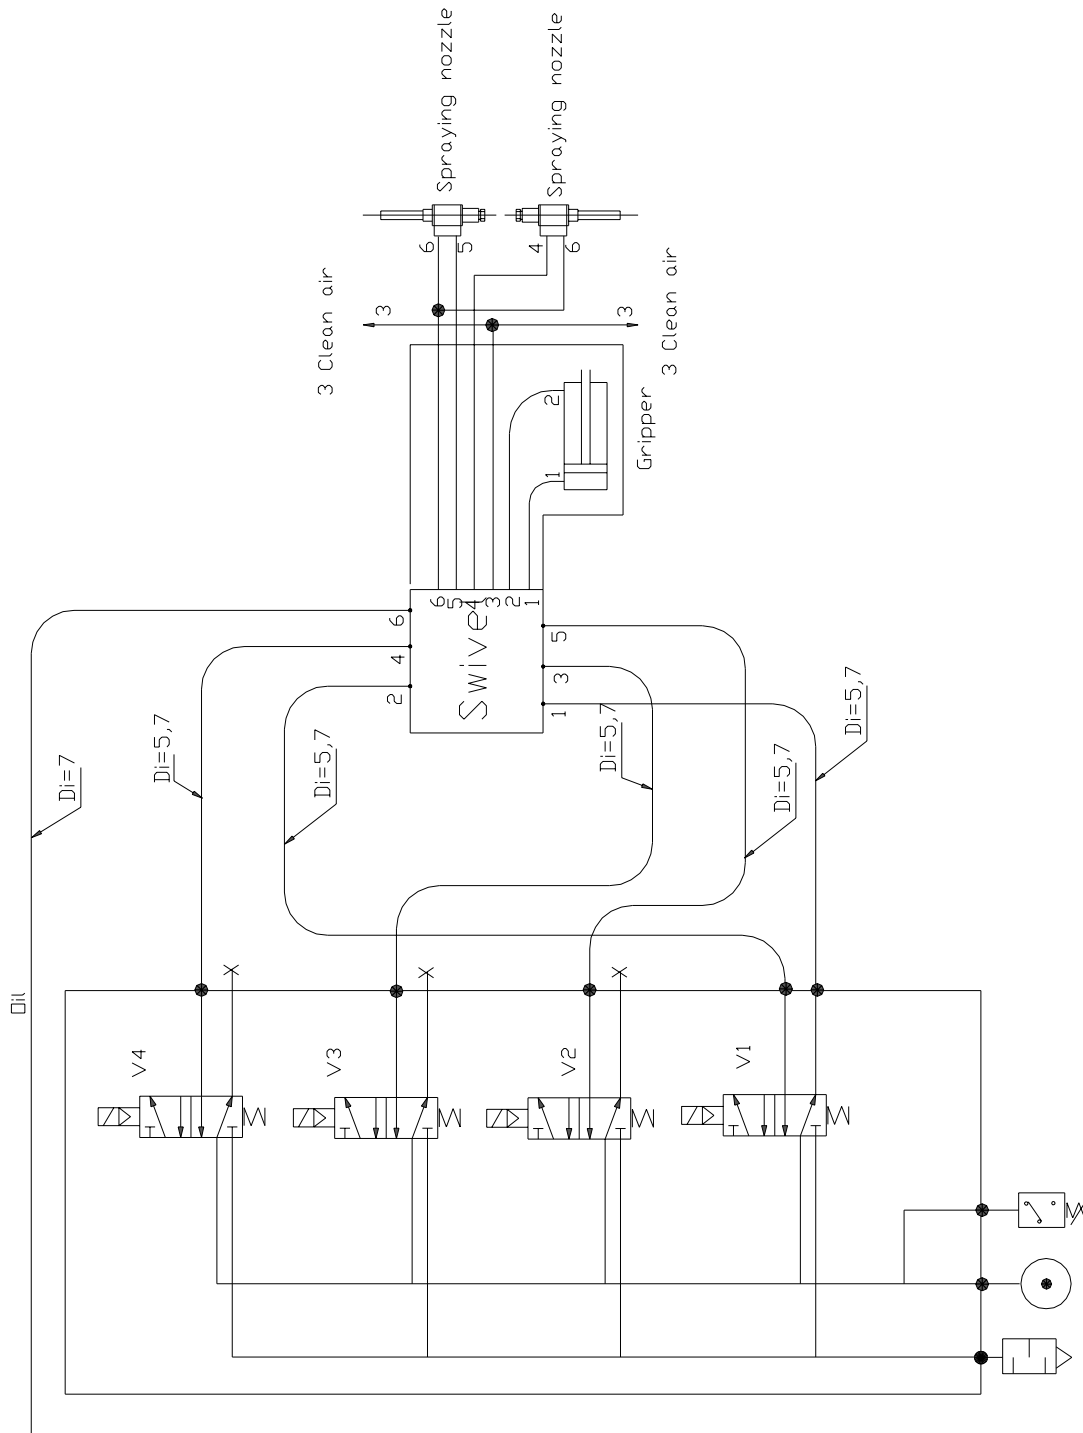 Spraying nozzle
Spraying nozzle
6
5
4
6
3 Clean air
3
3
3 Clean air
2
1
Gripper
6
5
4
3
2
1
Swivel
6
4
2
5
3
1
Di=7
Di=5,7
Di=5,7
Di=5,7
Di=5,7
Di=5,7
Oil
X
X
X
V4
V3
V2
V1